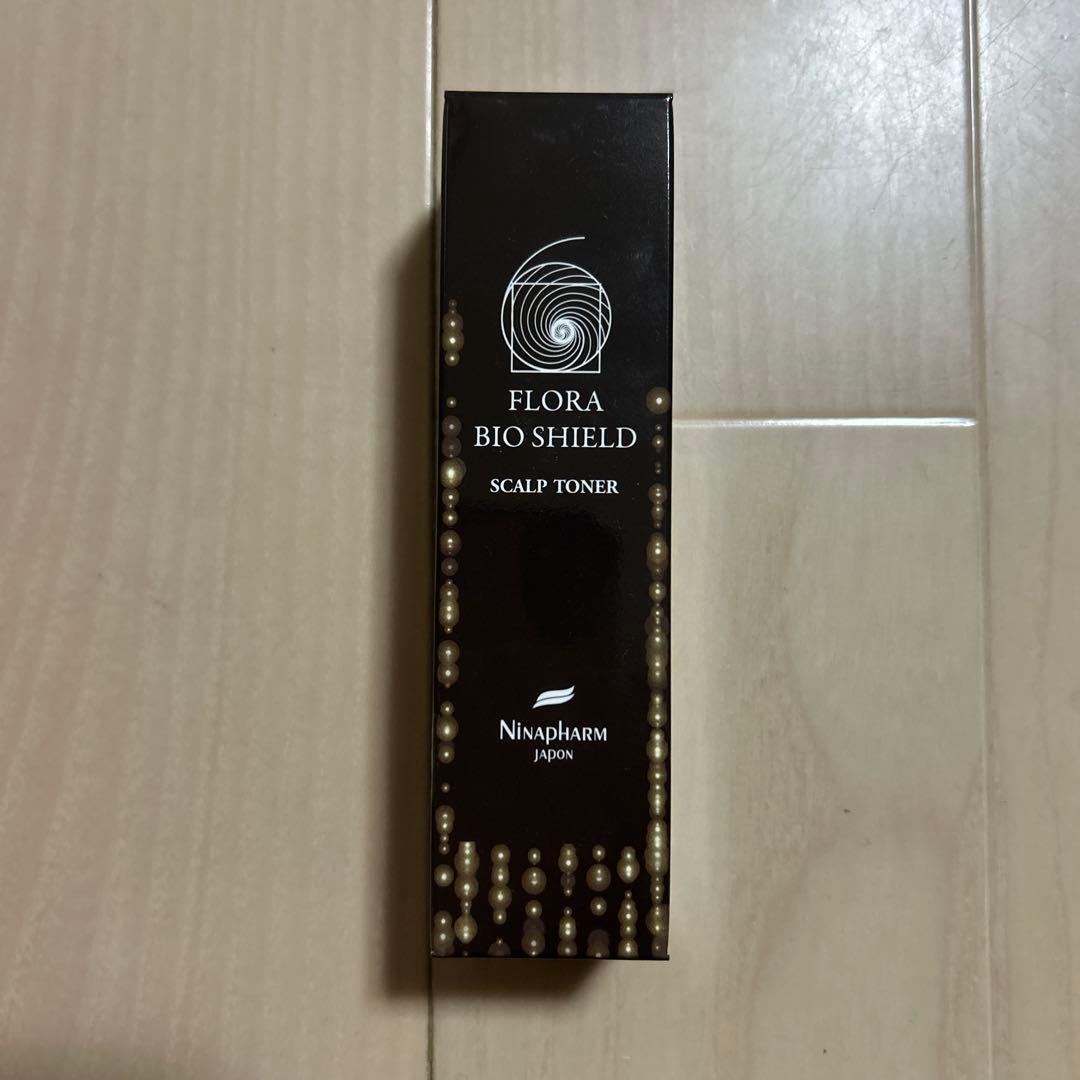 FLORA
BIO SHIELD
SCALP TONER
NINAPHARM
JAPON